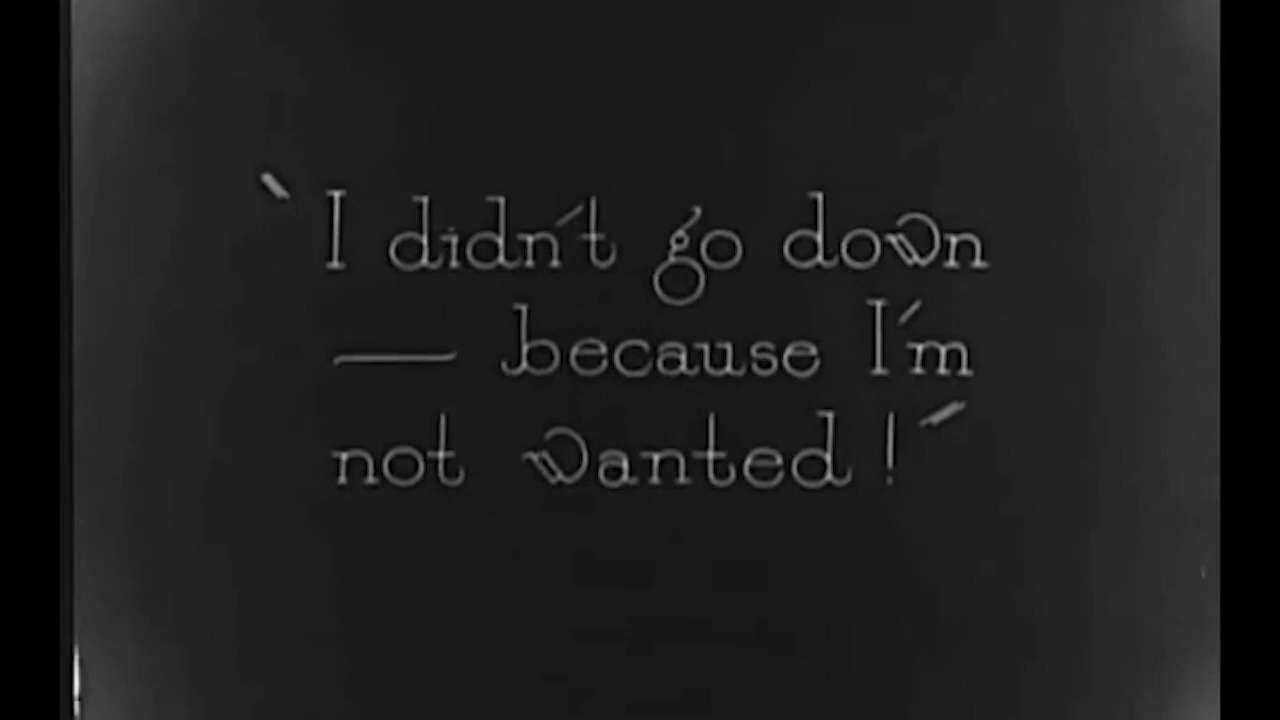 `I didn't go down
— because I'm
not wanted!´